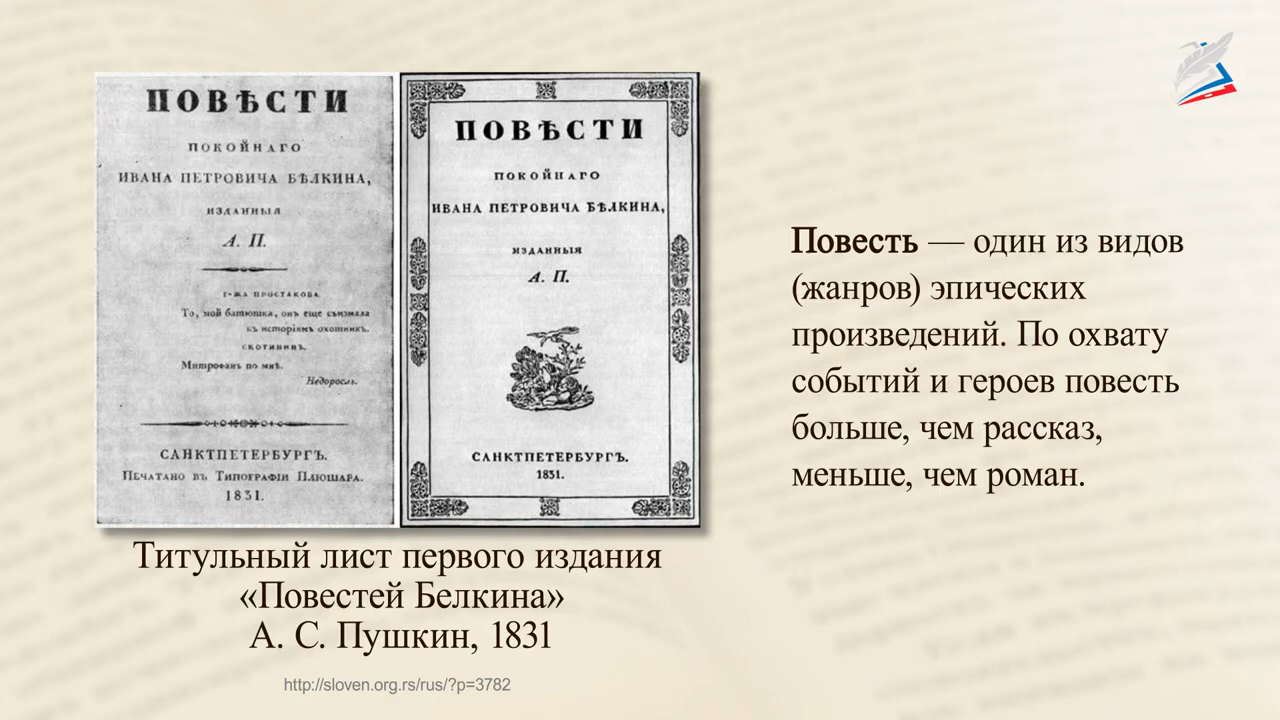 ПОВѢСТИ
ПОКОЙНАГО
ИВАНА ПЕТРОВИЧА БѢЛКИНА,
ИЗДАННЫЯ
А. П.
Г-ЖА ПРОСТАКОВА.
То, мой батюшка, онъ еще съизмала
къ исторіямъ охотникъ.
СКОТИНИНЪ.
Митрофанъ по мнѣ.
Недоросль.
САНКТПЕТЕРБУРГЪ.
Печатано въ Типографіи Плюшара.
1831.
ПОВѢСТИ
ПОКОЙНАГО
ИВАНА ПЕТРОВИЧА БѢЛКИНА,
ИЗДАННЫЯ
А. П.
САНКТПЕТЕРБУРГЪ.
1831.
Титульный лист первого издания
«Повестей Белкина»
А. С. Пушкин, 1831
http://sloven.org.rs/rus/?p=3782
Повесть — один из видов
(жанров) эпических
произведений. По охвату
событий и героев повесть
больше, чем рассказ,
меньше, чем роман.